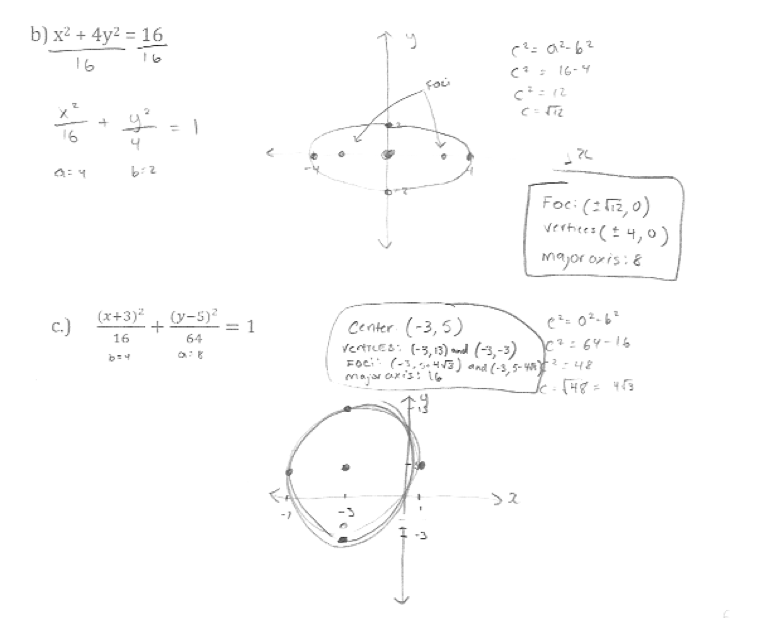 b) x² + 4y² = 16
16 16
x²/16 + y²/4 = 1
a=4 b=2
y
Foci
2
-4
4
-2
x
c² = a²-b²
c² = 16-4
c² = 12
c = √12
Foci (±√12, 0)
vertices (± 4, 0)
major axis: 8
c.) (x+3)²/16 + (y−5)²/64 = 1
b=4 a=8
Center (-3, 5)
vertices: (-3, 13) and (-3, -3)
Foci: (-3, 5+4√3) and (-3, 5-4√3)
major axis: 16
c² = a²-b²
c² = 64-16
c² = 48
c = √48 = 4√3
y
13
x
-7
-3
1
-3